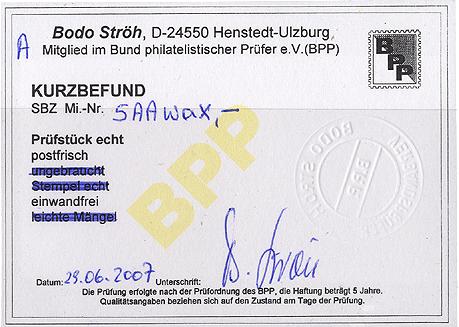 Bodo Ströh, D-24550 Henstedt-Ulzburg
A Mitglied im Bund philatelistischer Prüfer e.V.(BPP)
BPP
KURZBEFUND
SBZ Mi.-Nr. 5AAwax,-
Prüfstück echt
postfrisch
ungebraucht
Stempel echt
einwandfrei
leichte Mängel
BPP
BODO STRÖH
Datum: 29.06.2007 Unterschrift:
Die Prüfung erfolgte nach der Prüfordnung des BPP, die Haftung beträgt 5 Jahre.
Qualitätsangaben beziehen sich auf den Zustand am Tage der Prüfung.